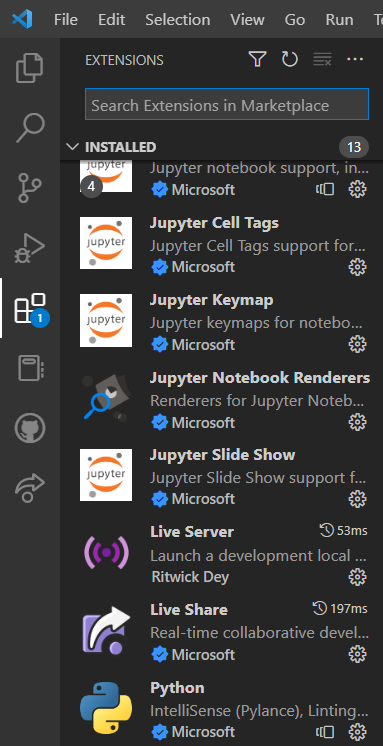 File Edit Selection View Go Run
EXTENSIONS
Search Extensions in Marketplace
INSTALLED 13
Jupyter notebook support, in...
4
Microsoft
Jupyter Cell Tags
jupyter
Jupyter Cell Tags support for...
Microsoft
Jupyter Keymap
jupyter
Jupyter keymaps for notebo...
Microsoft
1
Jupyter Notebook Renderers
Renderers for Jupyter Noteb...
Microsoft
Jupyter Slide Show
jupyter
Jupyter Slide Show support f...
Microsoft
Live Server 53ms
Launch a development local ...
Ritwick Dey
Live Share 197ms
Real-time collaborative devel...
Microsoft
Python
IntelliSense (Pylance), Linting...
Microsoft